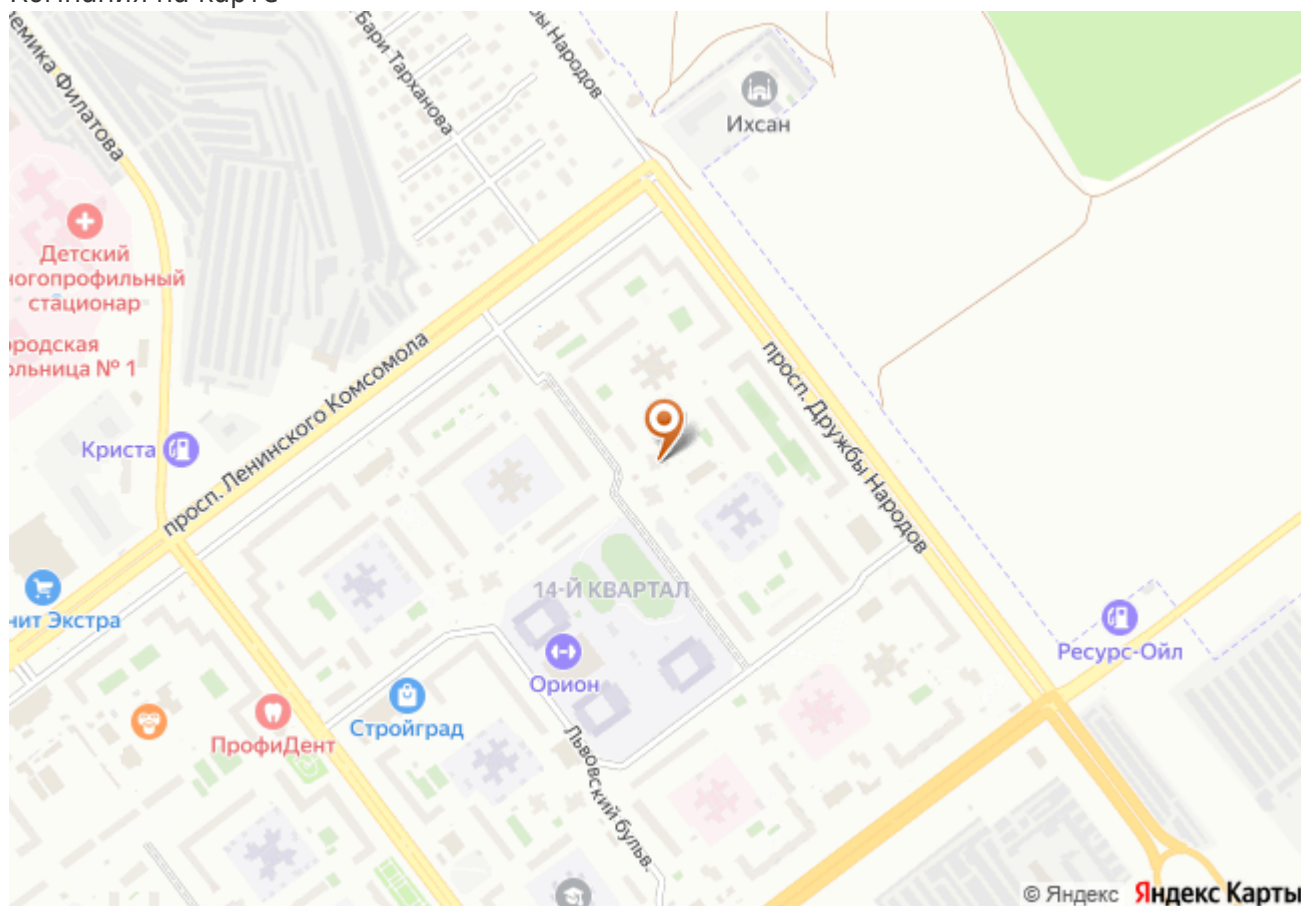 Компания на карте
емика Филатова
Бари Тарханова
бы Народов
Ихсан
Детский
ногопрофильный
стационар
ородская
ольница № 1
Криста
просп. Ленинского Комсомола
просп. Дружбы Народов
14-Й КВАРТАЛ
нит Экстра
Орион
Ресурс-Ойл
ПрофиДент
Стройград
Львовский бульв.
© Яндекс Яндекс Карты